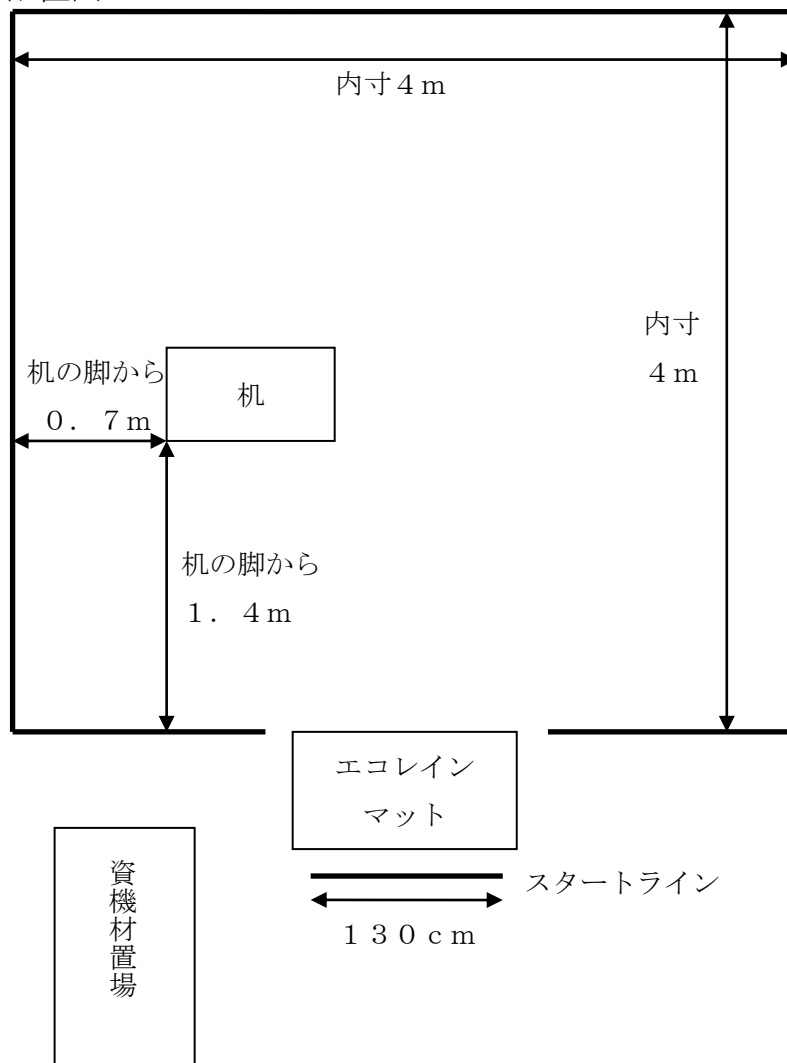 内寸４ｍ
内寸
４ｍ
机の脚から
０．７ｍ
机
机の脚から
１．４ｍ
エコレイン
マット
スタートライン
１３０ｃｍ
資機材置場